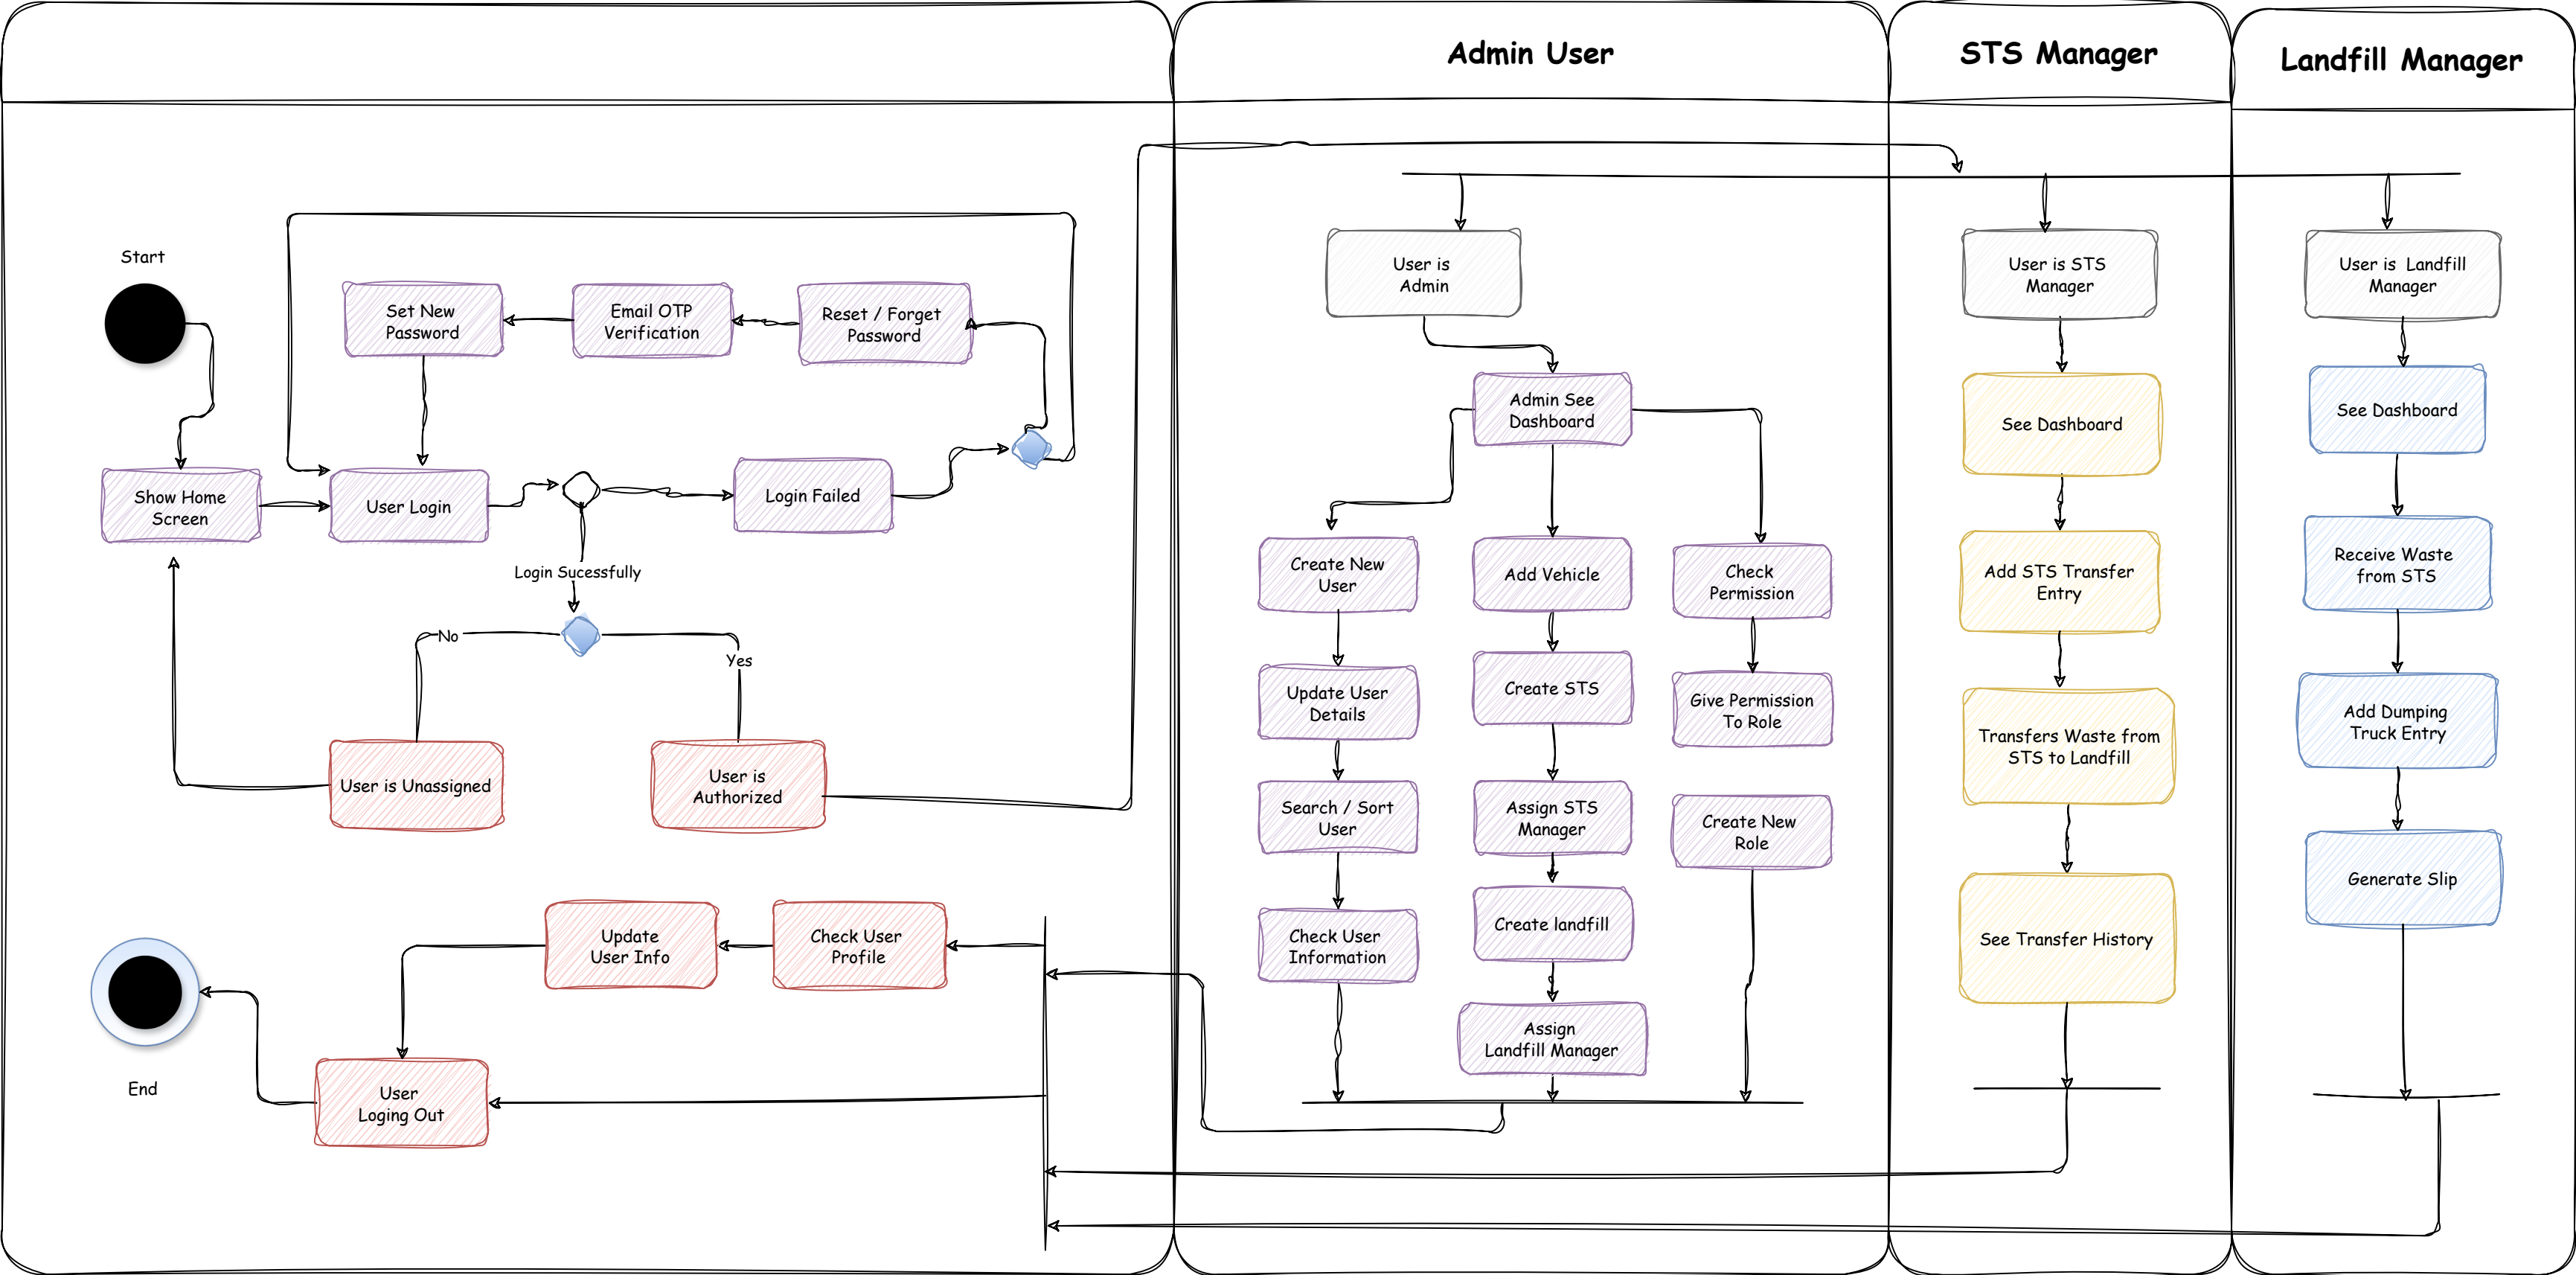 Admin User
STS Manager
Landfill Manager
Start
Set New
Password
Email OTP
Verification
Reset / Forget
Password
Show Home
Screen
User Login
Login Failed
Login Sucessfully
No
Yes
User is Unassigned
User is
Authorized
Update
User Info
Check User
Profile
End
User
Loging Out
User is
Admin
Admin See
Dashboard
Create New
User
Update User
Details
Search / Sort
User
Check User
Information
Add Vehicle
Create STS
Assign STS
Manager
Create landfill
Assign
Landfill Manager
Check
Permission
Give Permission
To Role
Create New
Role
User is STS
Manager
See Dashboard
Add STS Transfer
Entry
Transfers Waste from
STS to Landfill
See Transfer History
User is Landfill
Manager
See Dashboard
Receive Waste
from STS
Add Dumping
Truck Entry
Generate Slip